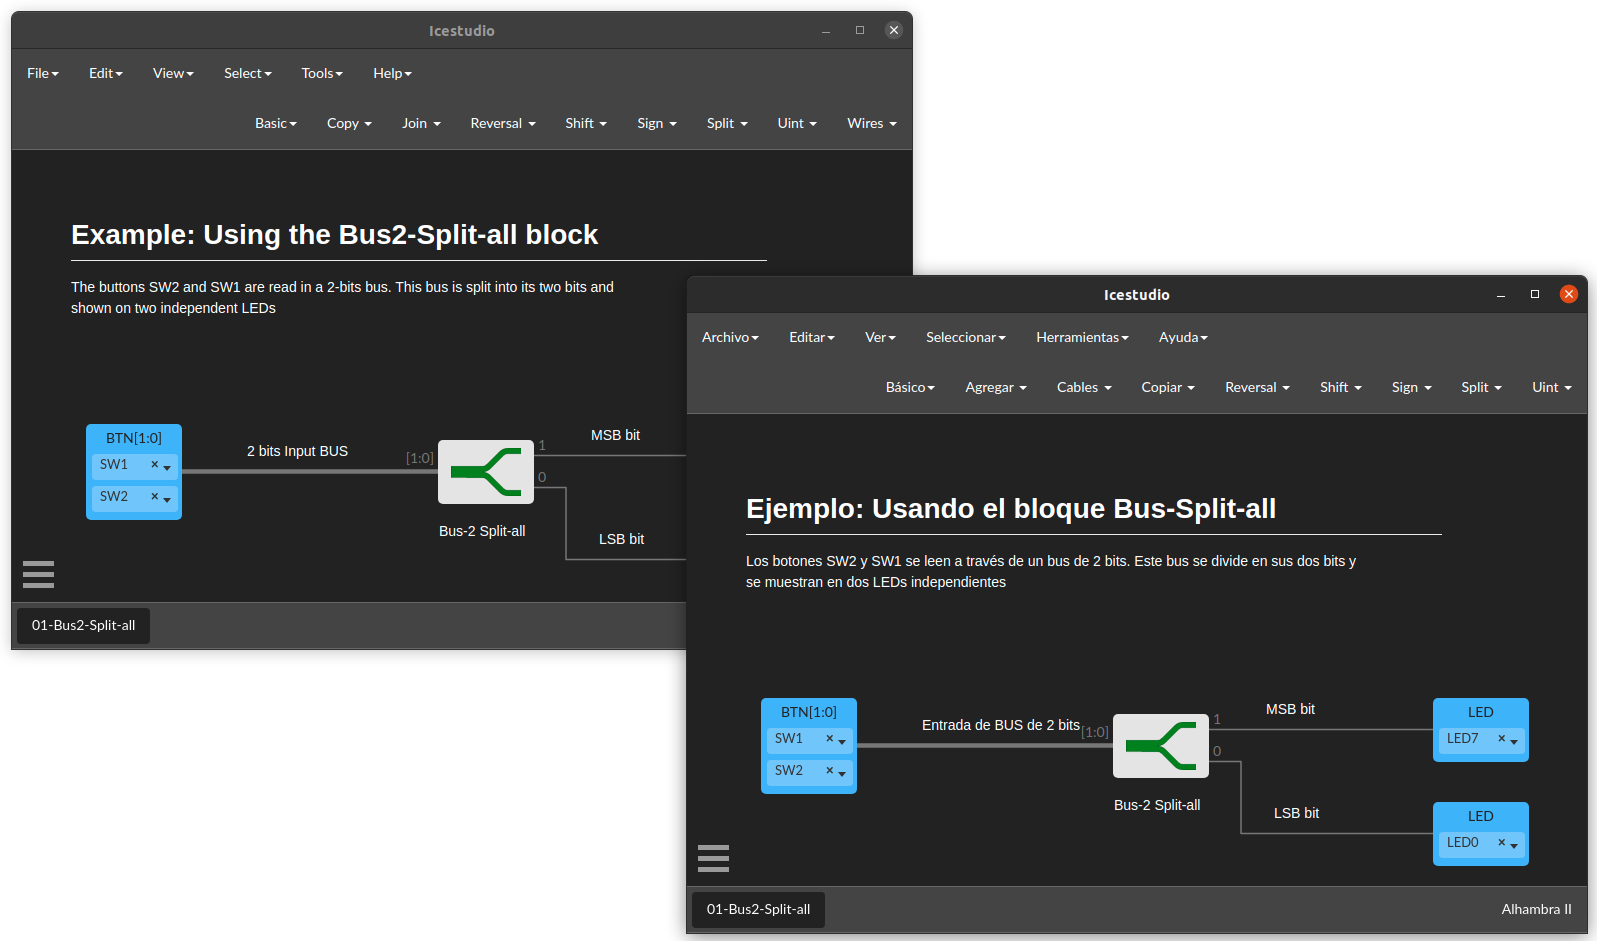 Icestudio
File Edit View Select Tools Help
Basic Copy Join Reversal Shift Sign Split Uint Wires
Example: Using the Bus2-Split-all block
The buttons SW2 and SW1 are read in a 2-bits bus. This bus is split into its two bits and
shown on two independent LEDs
BTN[1:0]
SW1
SW2
2 bits Input BUS
[1:0]
1
0
MSB bit
Bus-2 Split-all
LSB bit
01-Bus2-Split-all
Icestudio
Archivo Editar Ver Seleccionar Herramientas Ayuda
Básico Agregar Cables Copiar Reversal Shift Sign Split Uint
Ejemplo: Usando el bloque Bus-Split-all
Los botones SW2 y SW1 se leen a través de un bus de 2 bits. Este bus se divide en sus dos bits y
se muestran en dos LEDs independientes
BTN[1:0]
SW1
SW2
Entrada de BUS de 2 bits
[1:0]
1
0
MSB bit
LED
LED7
Bus-2 Split-all
LSB bit
LED
LED0
01-Bus2-Split-all
Alhambra II